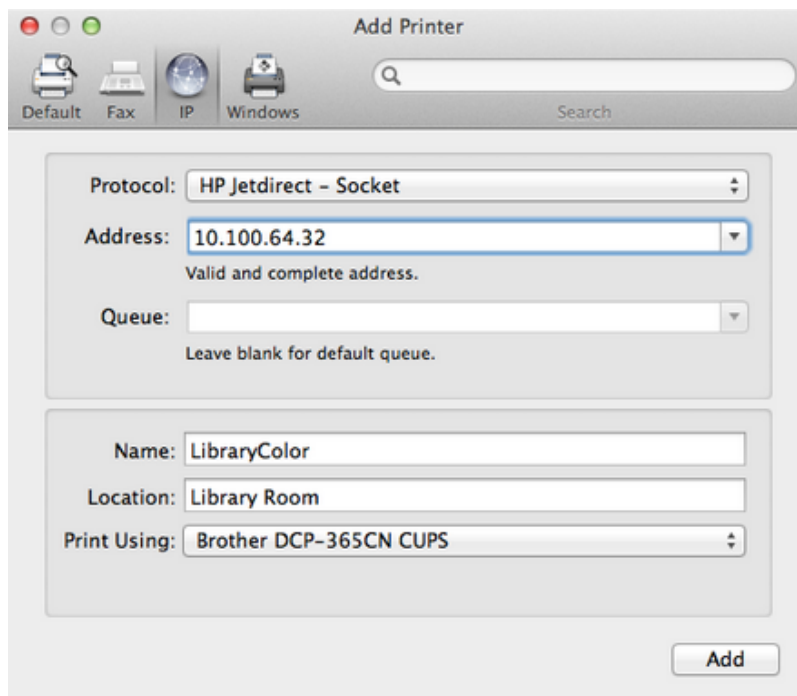 Add Printer
Default Fax IP Windows Search
Protocol: HP Jetdirect – Socket
Address: 10.100.64.32
Valid and complete address.
Queue:
Leave blank for default queue.
Name: LibraryColor
Location: Library Room
Print Using: Brother DCP-365CN CUPS
Add